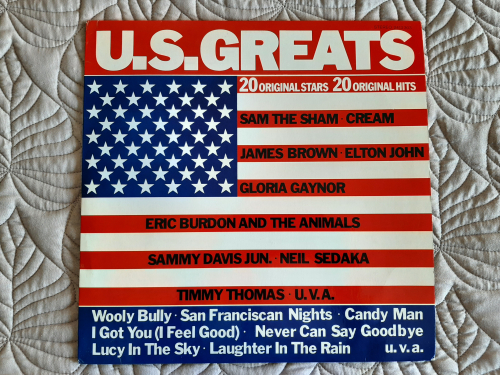 U.S.GREATS
20 ORIGINAL STARS 20 ORIGINAL HITS
SAM THE SHAM · CREAM
JAMES BROWN · ELTON JOHN
GLORIA GAYNOR
ERIC BURDON AND THE ANIMALS
SAMMY DAVIS JUN. · NEIL SEDAKA
TIMMY THOMAS · U.V.A.
Wooly Bully · San Franciscan Nights · Candy Man
I Got You (I Feel Good) · Never Can Say Goodbye
Lucy In The Sky · Laughter In The Rain u.v.a.